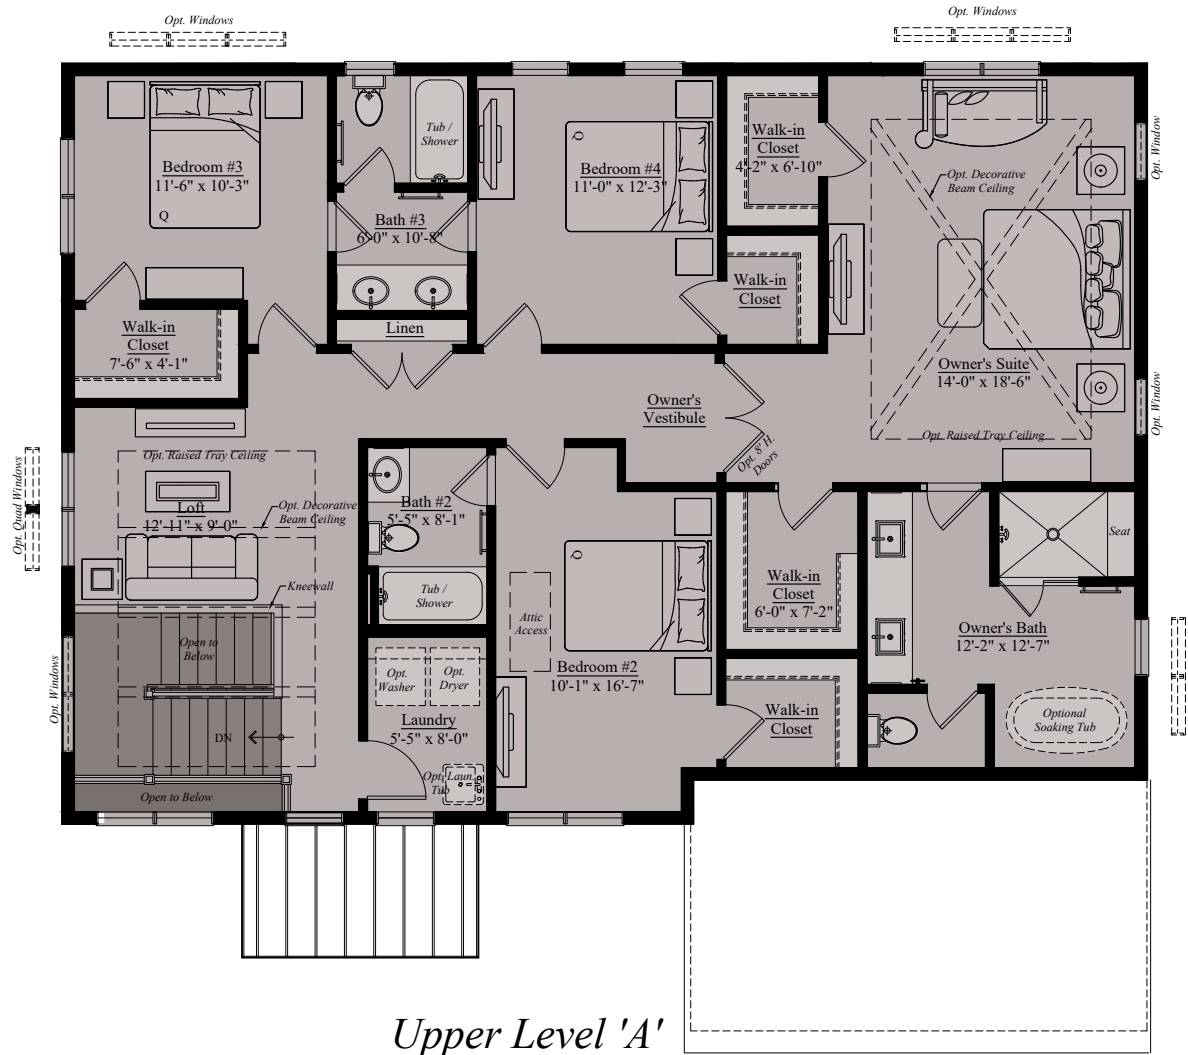 Opt. Windows
Opt. Windows
Bedroom #3
11'-6" x 10'-3"
Q
Tub /
Shower
Bath #3
6'-0" x 10'-8"
Q
Bedroom #4
11'-0" x 12'-3"
Walk-in
Closet
4'-2" x 6'-10"
Opt. Decorative
Beam Ceiling
Opt. Window
Walk-in
Closet
Walk-in
Closet
7'-6" x 4'-1"
Linen
Owner's Suite
14'-0" x 18'-6"
Opt. Window
Owner's
Vestibule
Opt. Raised Tray Ceiling
Opt. 8' H.
Doors
Opt. Raised Tray Ceiling
Opt. Quad Windows
Loft
12'-11" x 9'-0"
Opt. Decorative
Beam Ceiling
Bath #2
5'-5" x 8'-1"
Seat
Q
Kneewall
Tub /
Shower
Attic
Access
Walk-in
Closet
6'-0" x 7'-2"
Owner's Bath
12'-2" x 12'-7"
Open to
Below
Opt. Windows
Opt.
Washer
Opt.
Dryer
Bedroom #2
10'-1" x 16'-7"
Laundry
5'-5" x 8'-0"
Walk-in
Closet
Optional
Soaking Tub
DN
Opt. Laun.
Tub
Open to Below
Upper Level 'A'